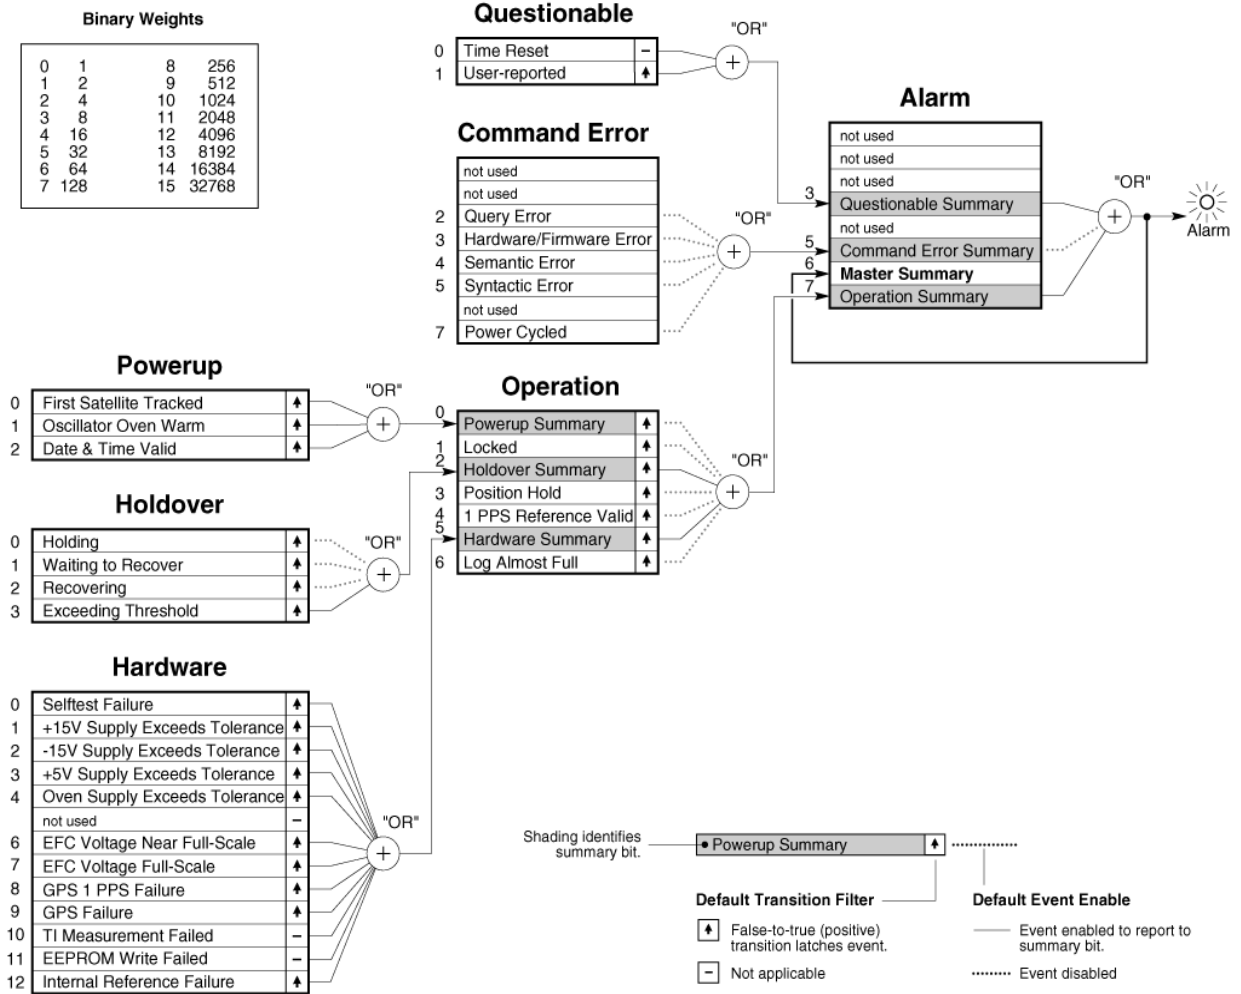 Binary Weights
0 1 8 256
1 2 9 512
2 4 10 1024
3 8 11 2048
4 16 12 4096
5 32 13 8192
6 64 14 16384
7 128 15 32768
Questionable
"OR"
0 Time Reset –
1 User-reported
+
Command Error
not used
not used
2 Query Error
3 Hardware/Firmware Error
4 Semantic Error
5 Syntactic Error
not used
7 Power Cycled
"OR"
+
Alarm
not used
not used
not used
3 Questionable Summary
not used
5 Command Error Summary
6 Master Summary
7 Operation Summary
"OR"
+
Alarm
Powerup
0 First Satellite Tracked
1 Oscillator Oven Warm
2 Date & Time Valid
"OR"
+
Operation
0 Powerup Summary
1 Locked
2 Holdover Summary
3 Position Hold
4 1 PPS Reference Valid
5 Hardware Summary
6 Log Almost Full
"OR"
+
Holdover
0 Holding
1 Waiting to Recover
2 Recovering
3 Exceeding Threshold
"OR"
+
Hardware
0 Selftest Failure
1 +15V Supply Exceeds Tolerance
2 -15V Supply Exceeds Tolerance
3 +5V Supply Exceeds Tolerance
4 Oven Supply Exceeds Tolerance
not used –
6 EFC Voltage Near Full-Scale
7 EFC Voltage Full-Scale
8 GPS 1 PPS Failure
9 GPS Failure
10 TI Measurement Failed –
11 EEPROM Write Failed –
12 Internal Reference Failure
"OR"
+
Shading identifies
summary bit.
Powerup Summary
Default Transition Filter
False-to-true (positive)
transition latches event.
– Not applicable
Default Event Enable
Event enabled to report to
summary bit.
Event disabled